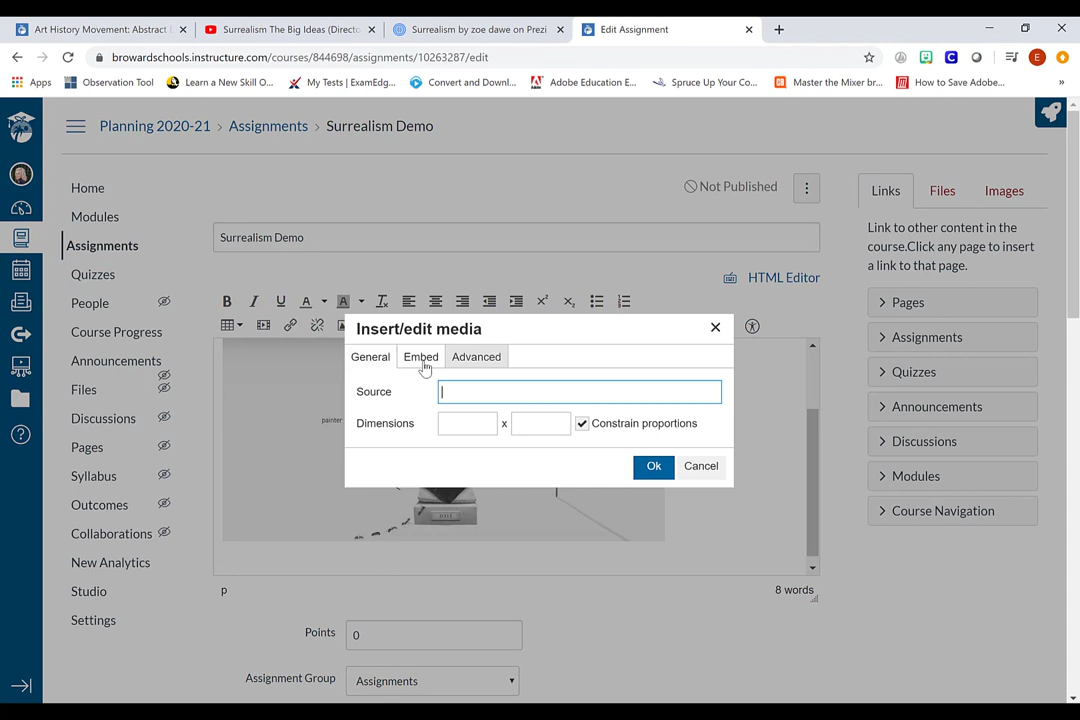 Art History Movement: Abstract
Surrealism The Big Ideas (Direct
Surrealism by zoe dawe on Prezi
Edit Assignment
browardschools.instructure.com/courses/844698/assignments/10263287/edit
E
Apps
Observation Tool
Learn a New Skill O...
My Tests | ExamEdg...
Convert and Downl...
Adobe Education E...
Spruce Up Your Co...
Master the Mixer br...
How to Save Adobe...
Planning 2020-21 > Assignments > Surrealism Demo
Home
Modules
Assignments
Quizzes
People
Course Progress
Announcements
Files
Discussions
Pages
Syllabus
Outcomes
Collaborations
New Analytics
Studio
Settings
Not Published
Surrealism Demo
HTML Editor
Insert/edit media
General
Embed
Advanced
Source
Dimensions
x
Constrain proportions
Ok
Cancel
painter
p
8 words
Points
0
Assignment Group
Assignments
Links
Files
Images
Link to other content in the
course.Click any page to insert
a link to that page.
Pages
Assignments
Quizzes
Announcements
Discussions
Modules
Course Navigation